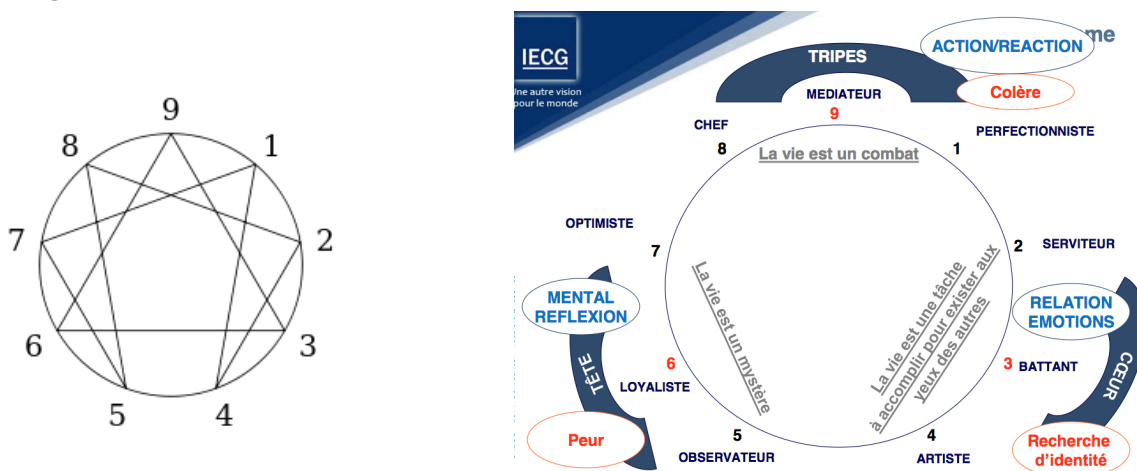 9
8
1
7
2
6
3
5
4
IECG
Une autre vision
pour le monde
me
ACTION/REACTION
TRIPES
Colère
MEDIATEUR
9
CHEF
8
PERFECTIONNISTE
1
La vie est un combat
OPTIMISTE
7
2
SERVITEUR
MENTAL
REFLEXION
La vie est un mystère
La vie est une tâche
à accomplir pour exister aux
yeux des autres
RELATION
EMOTIONS
TÊTE
6
LOYALISTE
3
BATTANT
CŒUR
Peur
5
OBSERVATEUR
4
ARTISTE
Recherche
d'identité